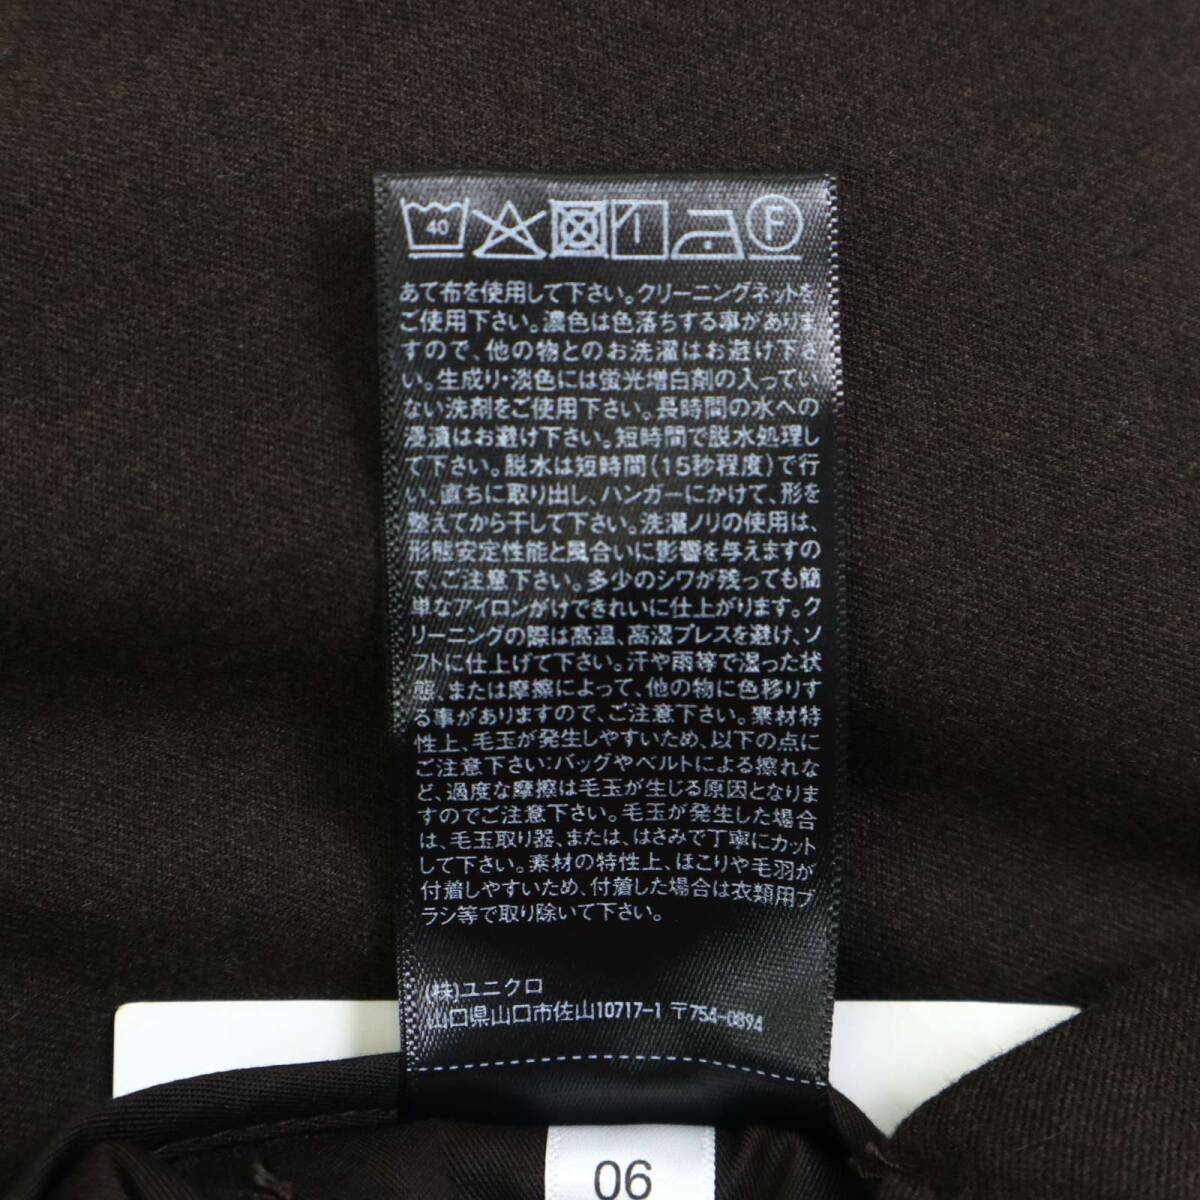 40 F
あて布を使用して下さい。クリーニングネットを
ご使用下さい。濃色は色落ちする事がありま
すので、他の物とのお洗濯はお避け下さ
い。生成り・淡色には蛍光増白剤の入ってい
ない洗剤をご使用下さい。長時間の水への
浸漬はお避け下さい。短時間で脱水処理し
て下さい。脱水は短時間(15秒程度)で行
い、直ちに取り出し、ハンガーにかけて、形を
整えてから干して下さい。洗濯ノリの使用は、
形態安定性能と風合いに影響を与えますの
で、ご注意下さい。多少のシワが残っても簡
単なアイロンがけできれいに仕上がります。ク
リーニングの際は高温、高湿プレスを避け、ソ
フトに仕上げて下さい。汗や雨等で湿った状
態、または摩擦によって、他の物に色移りす
る事がありますので、ご注意下さい。素材特
性上、毛玉が発生しやすいため、以下の点に
ご注意下さい:バッグやベルトによる擦れな
ど、過度な摩擦は毛玉が生じる原因となりま
すのでご注意下さい。毛玉が発生した場合
は、毛玉取り器、または、はさみで丁寧にカット
して下さい。素材の特性上、ほこりや毛羽が
付着しやすいため、付着した場合は衣類用ブ
ラシ等で取り除いて下さい。
(株)ユニクロ
山口県山口市佐山10717-1 〒754-0894
06